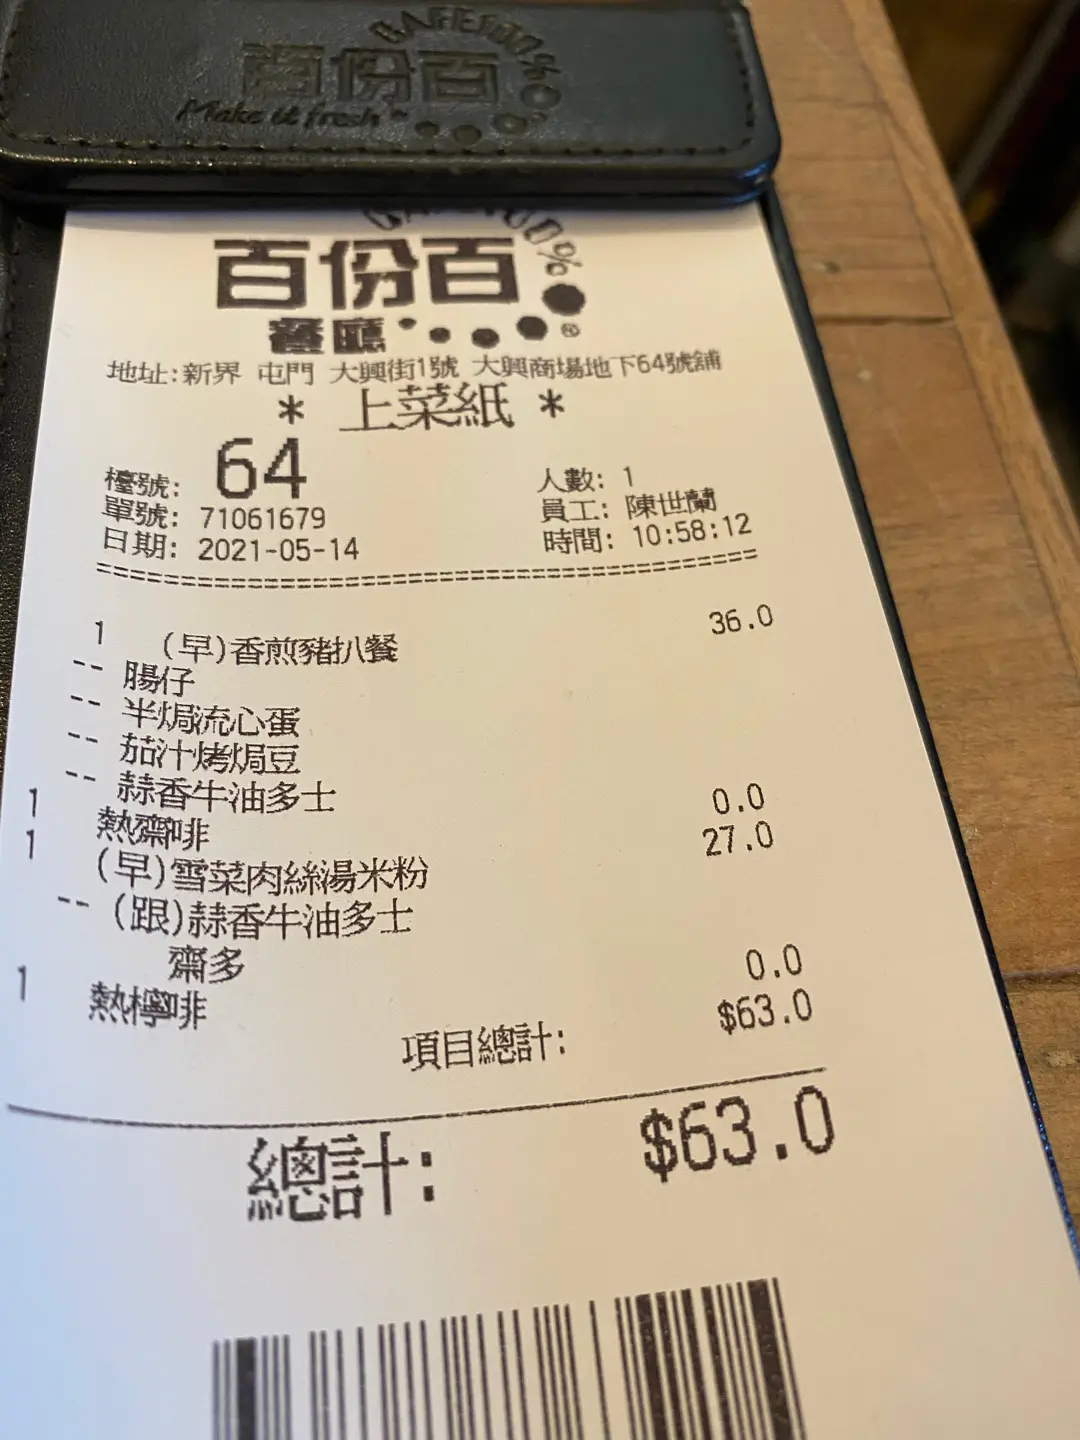 CAFE100%
百份百
Make it fresh
CAFE100%
百份百
餐廳 ®
地址:新界 屯門 大興街1號 大興商場地下64號舖
* 上菜紙 *
檯號: 64 人數: 1
單號: 71061679 員工: 陳世蘭
日期: 2021-05-14 時間: 10:58:12
==============================================
1 (早)香煎豬扒餐 36.0
-- 腸仔
-- 半焗流心蛋
-- 茄汁烤焗豆
-- 蒜香牛油多士
1 熱齋啡 0.0
1 (早)雪菜肉絲湯米粉 27.0
-- (跟)蒜香牛油多士
齋多
1 熱檸啡 0.0
項目總計: $63.0
總計: $63.0